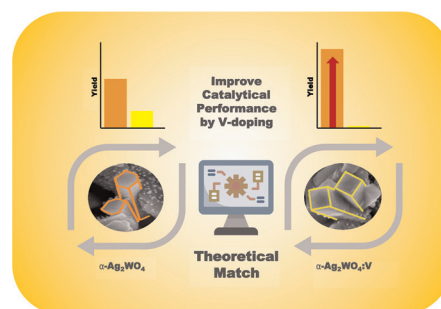 Yield
Improve
Catalytical
Performance
by V-doping
Yield
α-Ag₂WO₄
Theoretical
Match
α-Ag₂WO₄:V